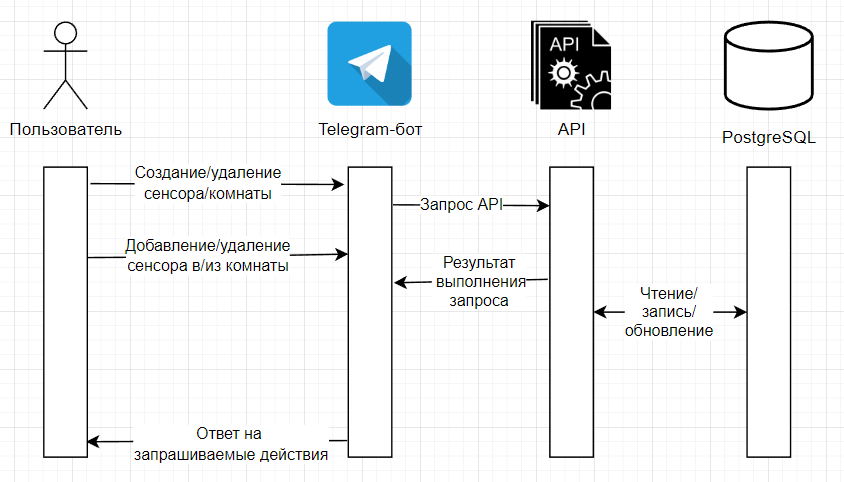 API
Пользователь
Telegram-бот
API
PostgreSQL
Создание/удаление
сенсора/комнаты
Запрос API
Добавление/удаление
сенсора в/из комнаты
Результат
выполнения
запроса
Чтение/
запись/
обновление
Ответ на
запрашиваемые действия